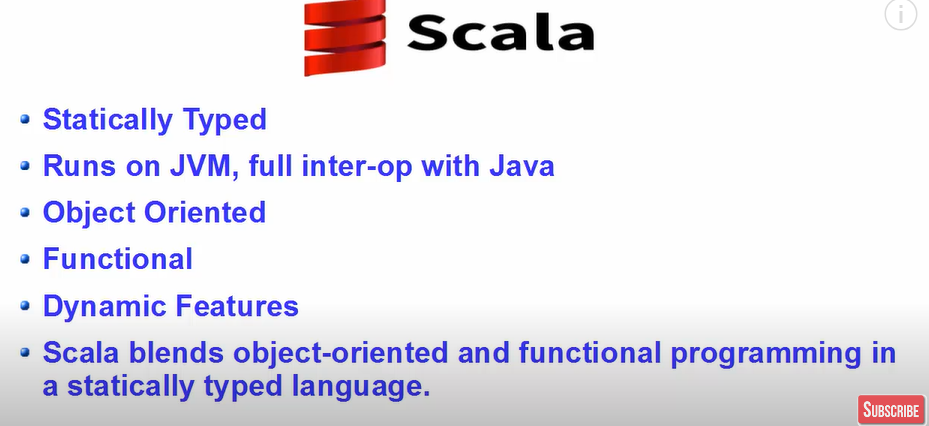 Scala
Statically Typed
Runs on JVM, full inter-op with Java
Object Oriented
Functional
Dynamic Features
Scala blends object-oriented and functional programming in
a statically typed language.
SUBSCRIBE